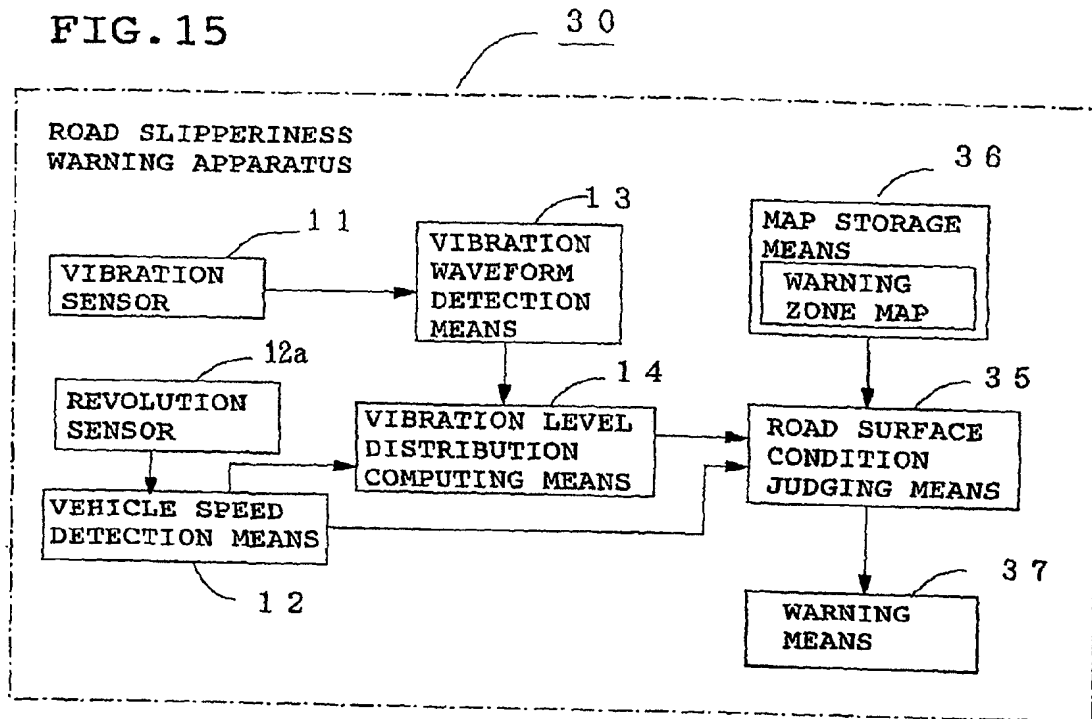 FIG.15
30
ROAD SLIPPERINESS
WARNING APPARATUS
11
VIBRATION
SENSOR
13
VIBRATION
WAVEFORM
DETECTION
MEANS
36
MAP STORAGE
MEANS
WARNING
ZONE MAP
12a
REVOLUTION
SENSOR
14
VIBRATION LEVEL
DISTRIBUTION
COMPUTING MEANS
35
ROAD SURFACE
CONDITION
JUDGING MEANS
VEHICLE SPEED
DETECTION MEANS
12
37
WARNING
MEANS